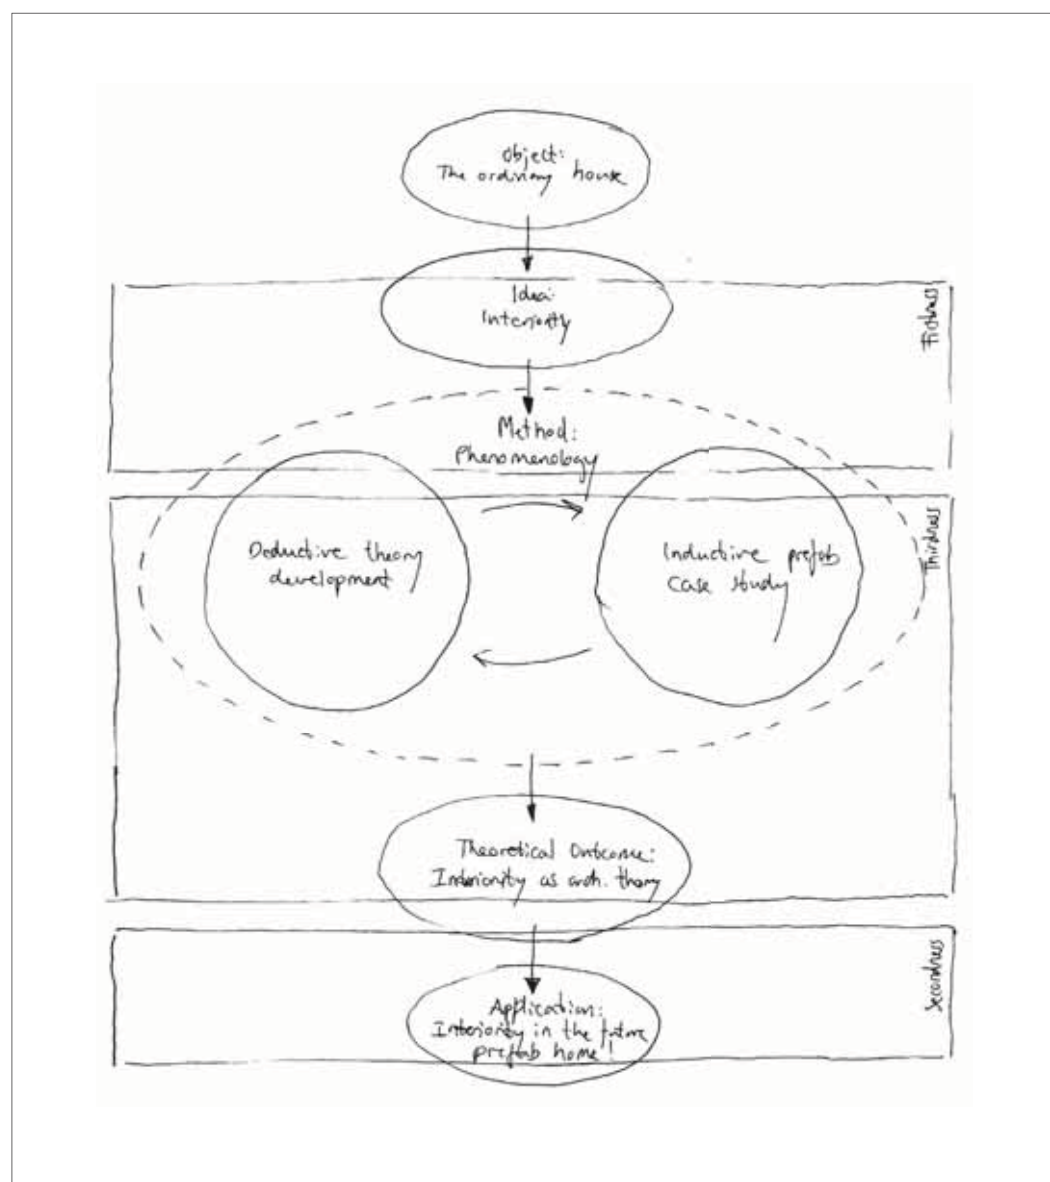 Object:
The ordinary house
Idea:
Interiority
Firstness
Method:
Phenomenology
Deductive theory
development
Inductive prefab
case study
Thirdness
Theoretical Outcome:
Interiority as arch. theory
Secondness
Application:
Interiority in the future
prefab home!